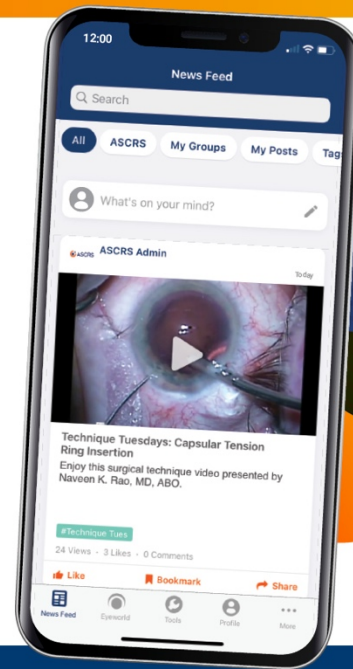 12:00
News Feed
Search
All ASCRS My Groups My Posts Tag
What's on your mind?
ASCRS ASCRS Admin
Today
Technique Tuesdays: Capsular Tension
Ring Insertion
Enjoy this surgical technique video presented by
Naveen K. Rao, MD, ABO.
#Technique Tues
24 Views - 3 Likes - 0 Comments
Like Bookmark Share
News Feed Eyeworld Tools Profile More